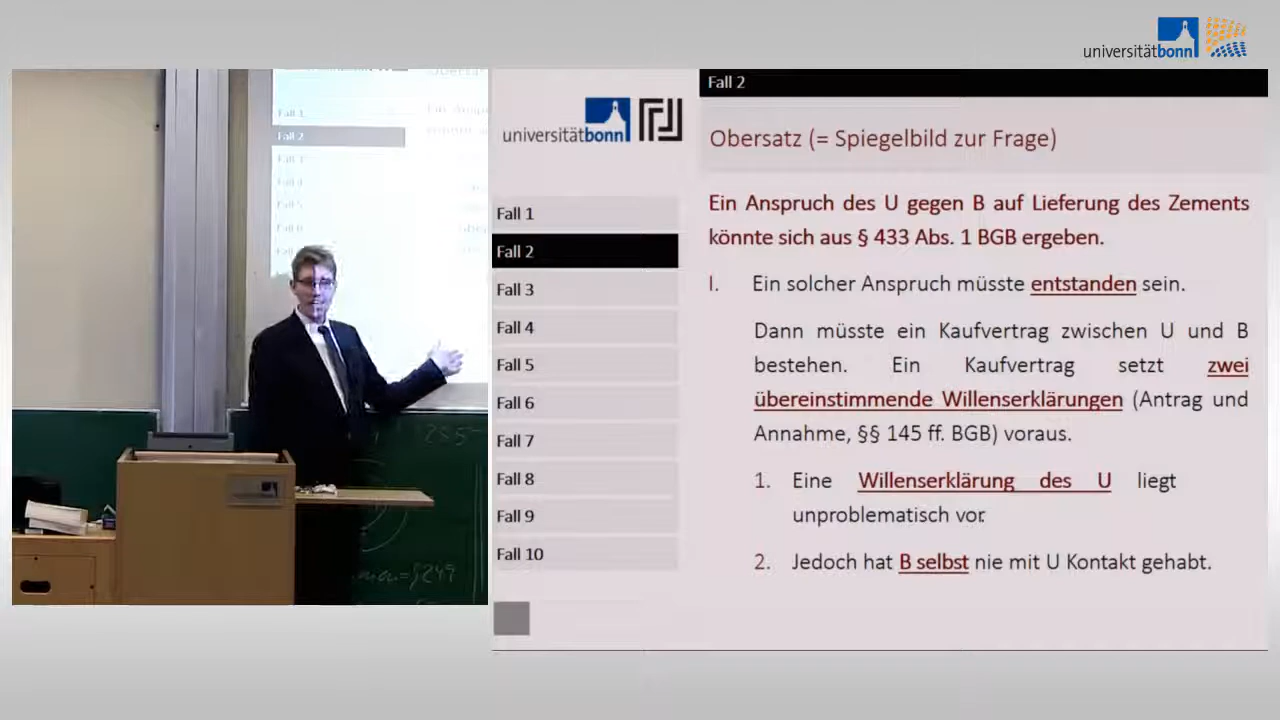 universitätbonn
Fall 1
Fall 2
Fall 2
universitätbonn
Obersatz (= Spiegelbild zur Frage)
Ein Anspruch des U gegen B auf Lieferung des Zements
könnte sich aus § 433 Abs. 1 BGB ergeben.
Fall 1
Fall 2
Fall 3
Fall 4
Fall 5
Fall 6
Fall 7
Fall 8
Fall 9
Fall 10
I. Ein solcher Anspruch müsste entstanden sein.
Dann müsste ein Kaufvertrag zwischen U und B
bestehen. Ein Kaufvertrag setzt zwei
übereinstimmende Willenserklärungen (Antrag und
Annahme, §§ 145 ff. BGB) voraus.
1. Eine Willenserklärung des U liegt
unproblematisch vor.
2. Jedoch hat B selbst nie mit U Kontakt gehabt.